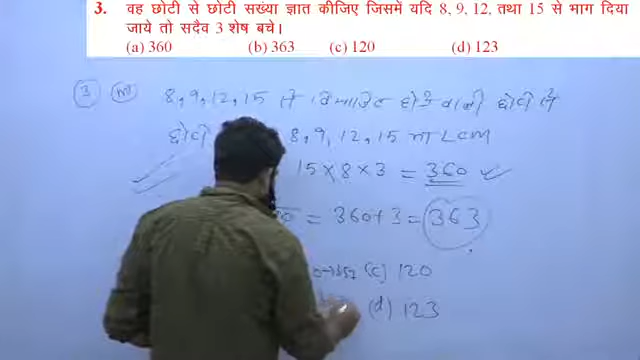 3. वह छोटी से छोटी सख्या ज्ञात कीजिए जिसमें यदि 8, 9, 12, तथा 15 से भाग दिया
जाये तो सदैव 3 शेष बचे।
(a) 360 (b) 363 (c) 120 (d) 123
3 8, 9, 12, 15 से विभाजित होने वाली छोटी से
छोटी 8, 9, 12, 15 का LCM
15 × 8 × 3 = 360 ✓
= 360 + 3 = 363
(c) 120
(d) 123